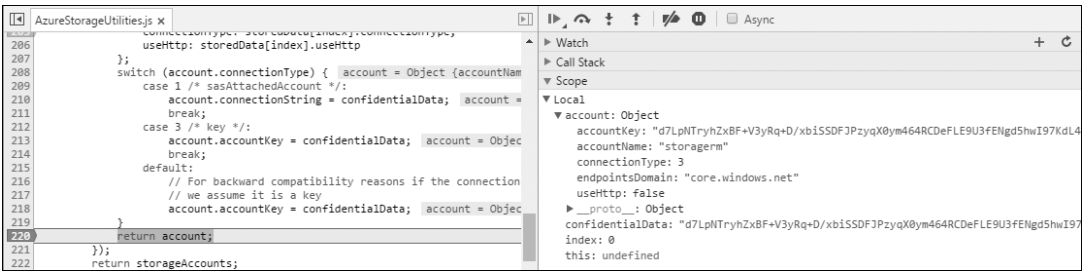 AzureStorageUtilities.js ×
206 useHttp: storedData[index].useHttp
207 };
208 switch (account.connectionType) { account = Object {accountNam
209 case 1 /* sasAttachedAccount */:
210 account.connectionString = confidentialData; account =
211 break;
212 case 3 /* key */:
213 account.accountKey = confidentialData; account = Objec
214 break;
215 default:
216 // For backward compatibility reasons if the connection
217 // we assume it is a key
218 account.accountKey = confidentialData; account = Objec
219 }
220 return account;
221 });
222 return storageAccounts;
Async
Watch
Call Stack
Scope
Local
account: Object
accountKey: "d7LpNTryhZxBF+V3yRq+D/xbiSSDFJPzyqX0ym464RCDeFLE9U3fENgd5hwI97KdL4
accountName: "storagerm"
connectionType: 3
endpointsDomain: "core.windows.net"
useHttp: false
__proto__: Object
confidentialData: "d7LpNTryhZxBF+V3yRq+D/xbiSSDFJPzyqX0ym464RCDeFLE9U3fENgd5hwI97K
index: 0
this: undefined